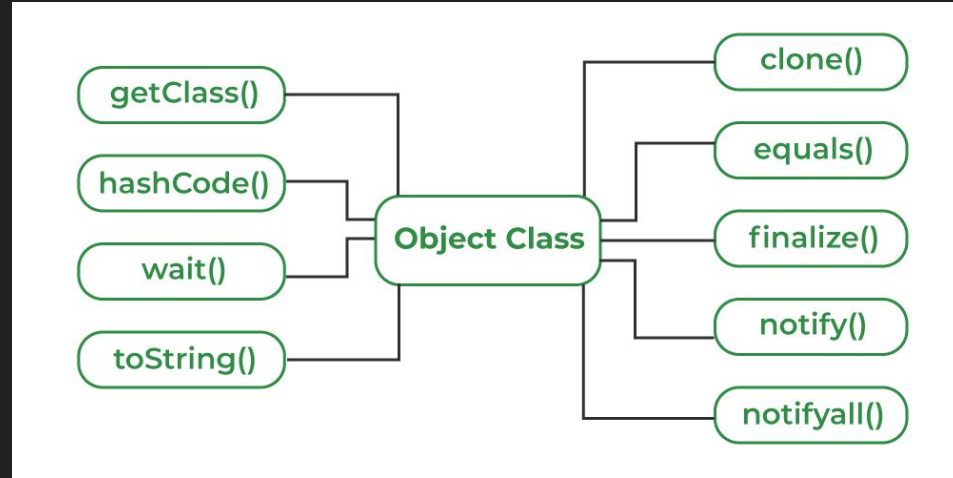 getClass()
hashCode()
wait()
toString()
Object Class
clone()
equals()
finalize()
notify()
notifyall()